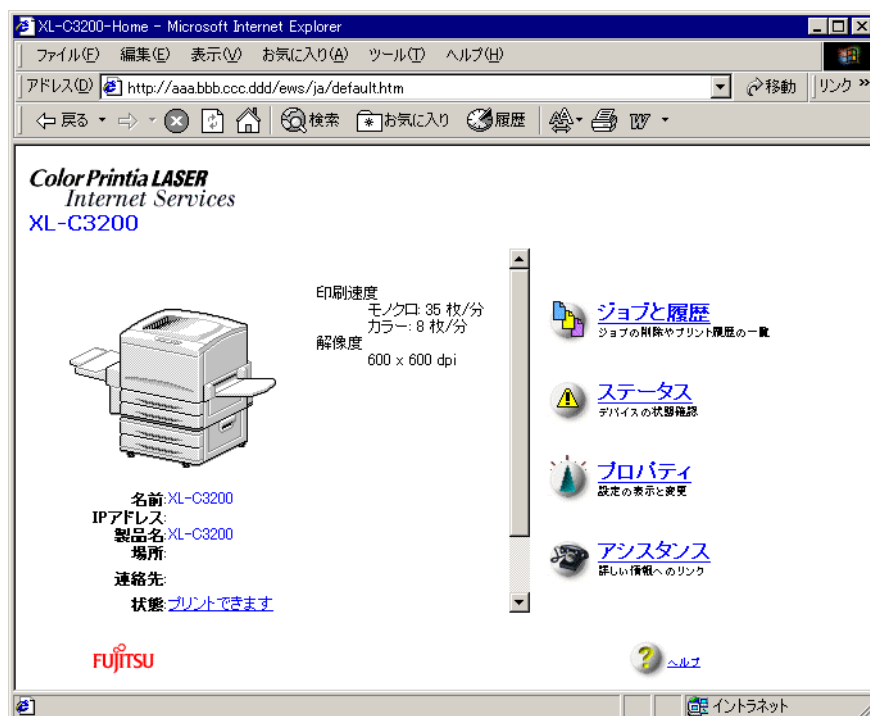 XL-C3200-Home - Microsoft Internet Explorer
ファイル(F) 編集(E) 表示(V) お気に入り(A) ツール(T) ヘルプ(H)
アドレス(D) http://aaa.bbb.ccc.ddd/ews/ja/default.htm 移動 リンク »
戻る 検索 お気に入り 履歴
Color Printia LASER
Internet Services
XL-C3200
印刷速度
モノクロ: 35 枚/分
カラー: 8 枚/分
解像度
600 x 600 dpi
名前:XL-C3200
IPアドレス:
製品名:XL-C3200
場所:
連絡先:
状態:プリントできます
ジョブと履歴
ジョブの削除やプリント履歴の一覧
ステータス
デバイスの状態確認
プロパティ
設定の表示と変更
アシスタンス
詳しい情報へのリンク
FUJITSU
ヘルプ
イントラネット